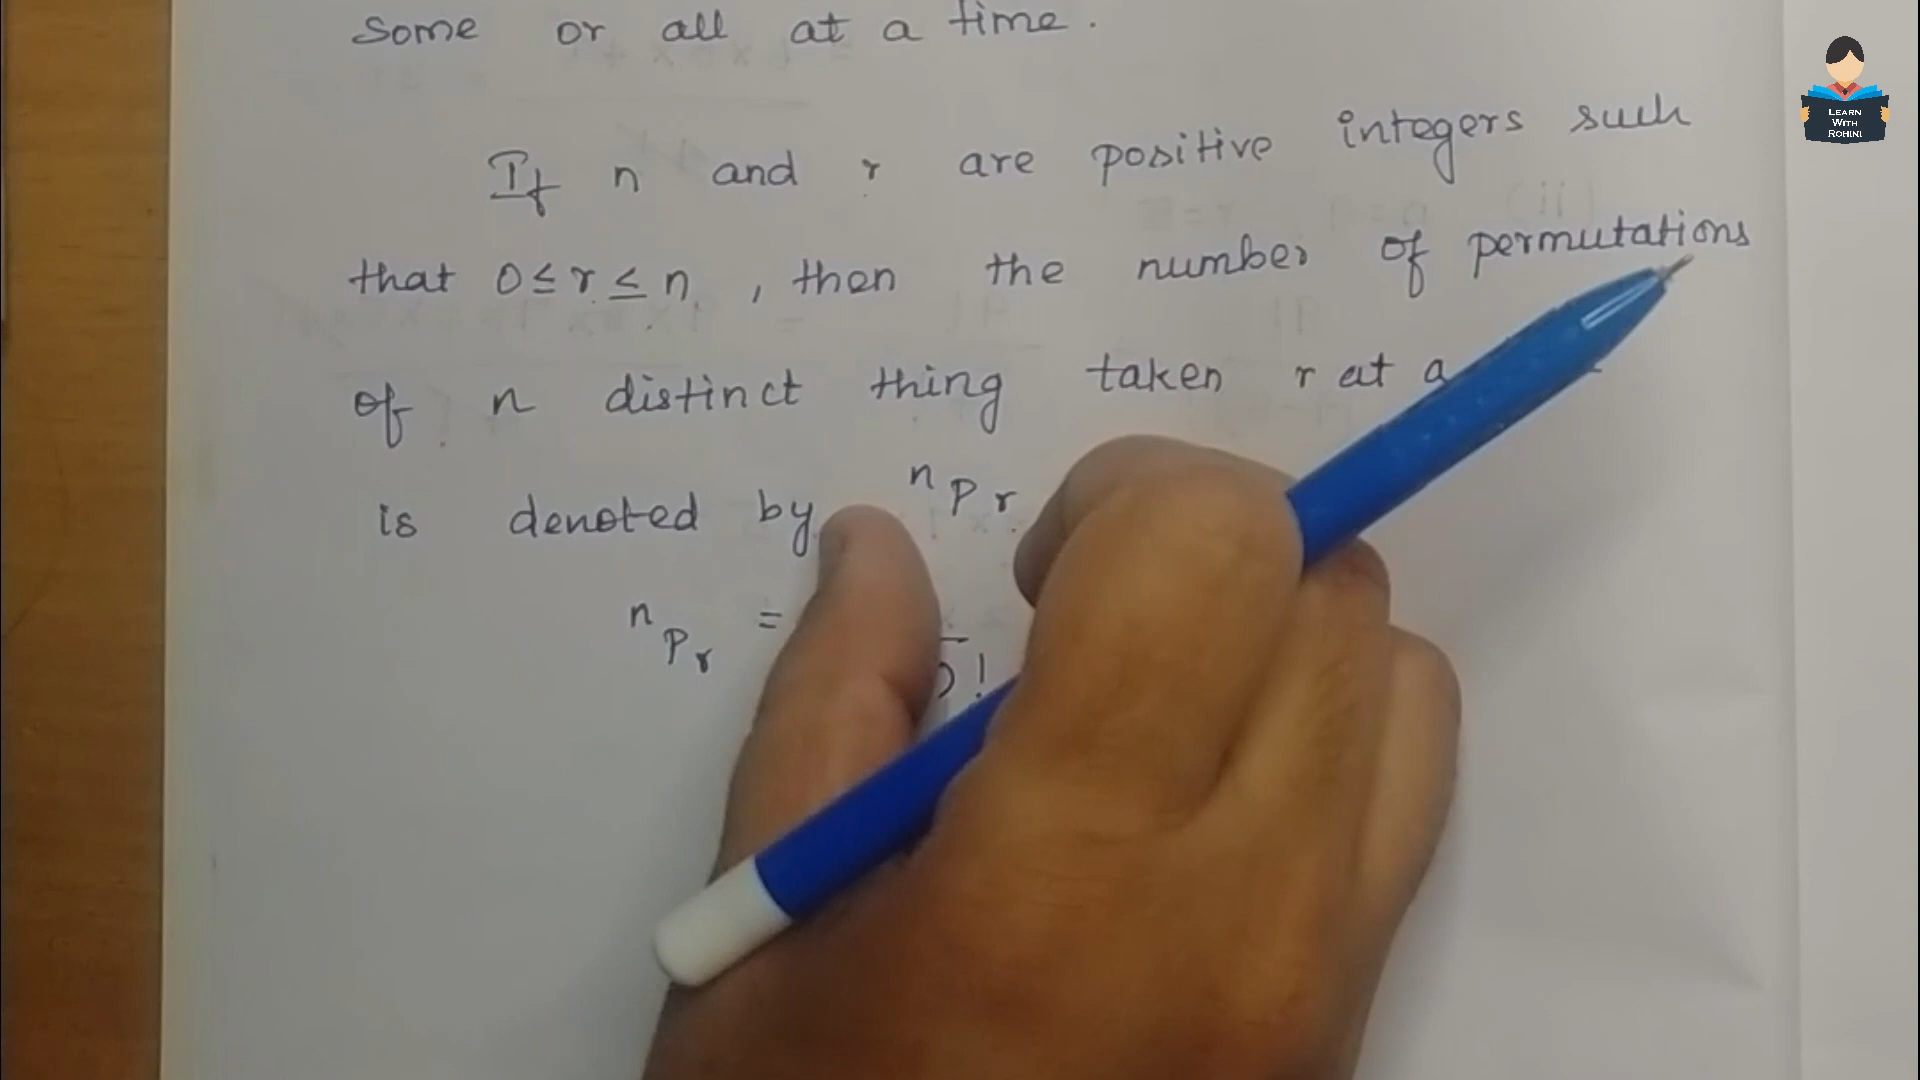 some or all at a time.
If n and r are positive integers such
that 0 ≤ r ≤ n , then the number of permutations
of n distinct thing taken r at a
is denoted by nPr
nPr =
)!
LEARN
WITH
ROHINI